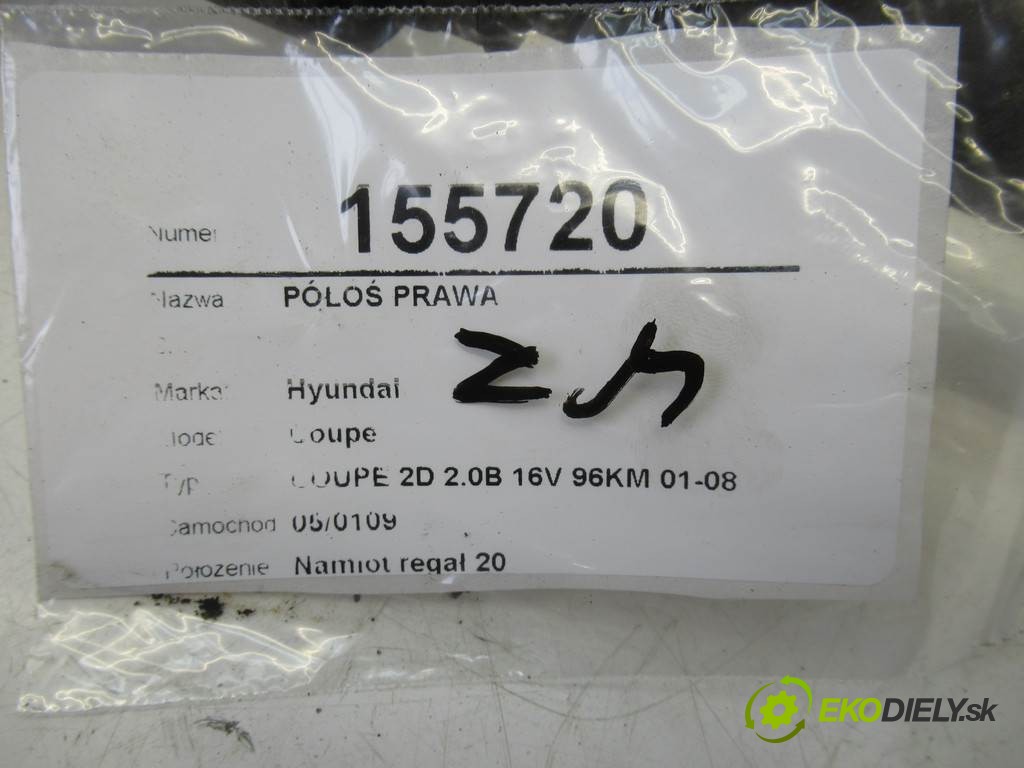 Numer 155720
Nazwa PÓŁOŚ PRAWA
Marka: Hyundai
Model Coupe
Typ COUPE 2D 2.0B 16V 96KM 01-08
Samochod 05/0109
Położenie Namiot regał 20
EKODIELY.sk